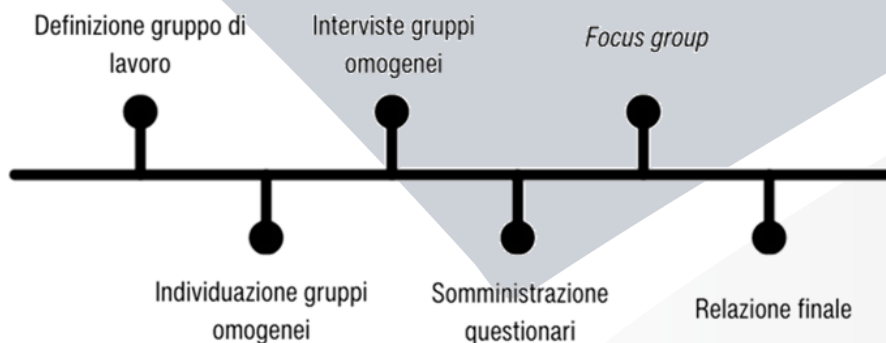 Definizione gruppo di
lavoro
Interviste gruppi
omogenei
Focus group
Individuazione gruppi
omogenei
Somministrazione
questionari
Relazione finale